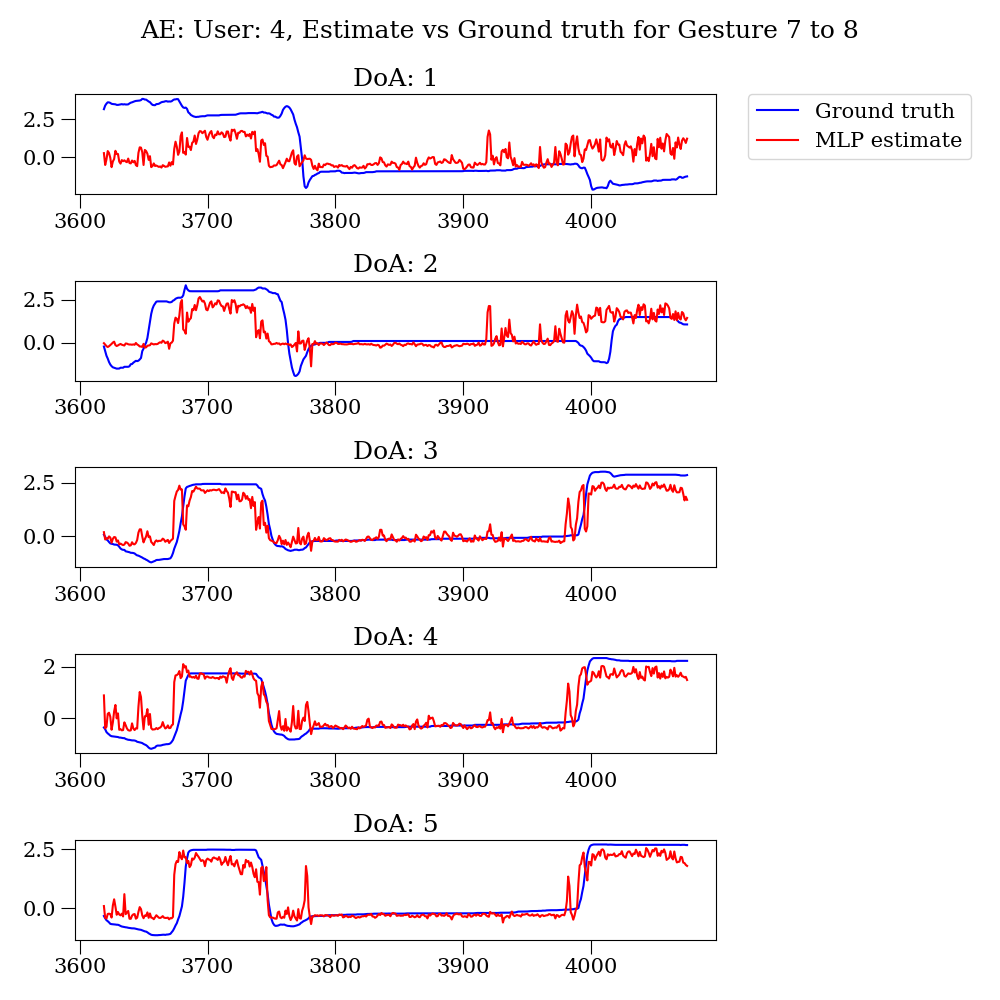 AE: User: 4, Estimate vs Ground truth for Gesture 7 to 8
DoA: 1
Ground truth
MLP estimate
2.5
0.0
3600 3700 3800 3900 4000
DoA: 2
2.5
0.0
3600 3700 3800 3900 4000
DoA: 3
2.5
0.0
3600 3700 3800 3900 4000
DoA: 4
2
0
3600 3700 3800 3900 4000
DoA: 5
2.5
0.0
3600 3700 3800 3900 4000